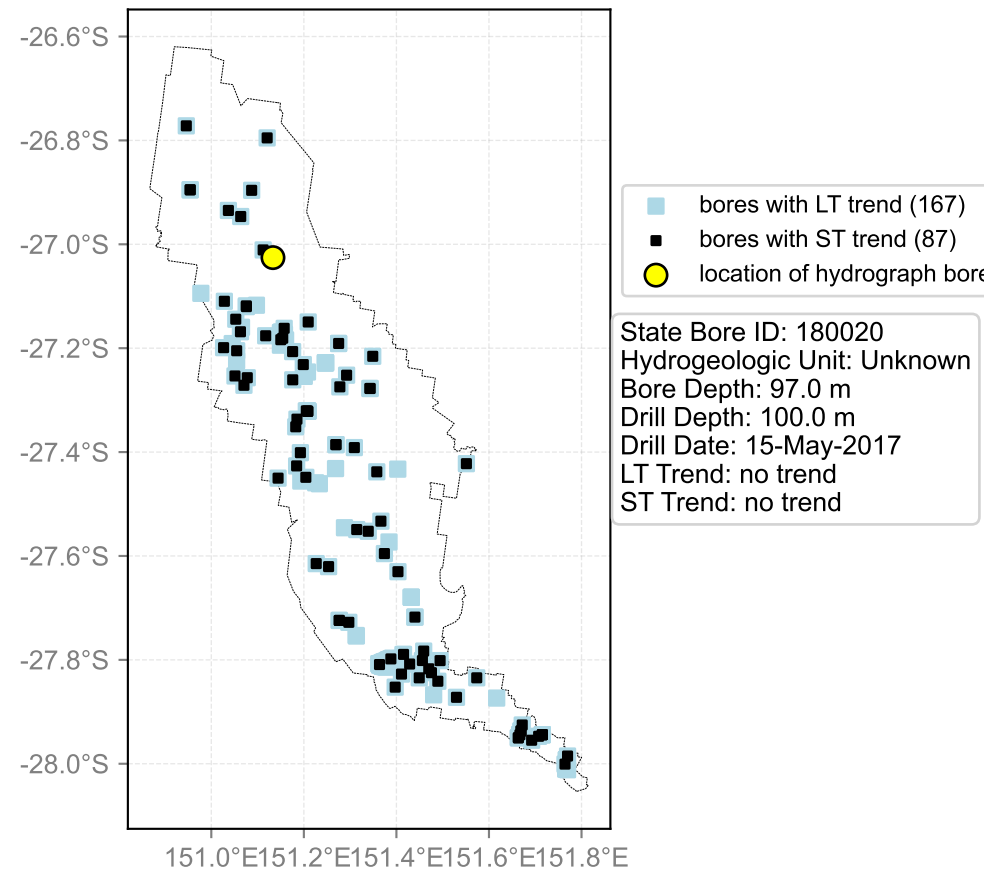 -26.6°S
-26.8°S
-27.0°S
-27.2°S
-27.4°S
-27.6°S
-27.8°S
-28.0°S
151.0°E151.2°E151.4°E151.6°E151.8°E
bores with LT trend (167)
bores with ST trend (87)
location of hydrograph bore
State Bore ID: 180020
Hydrogeologic Unit: Unknown
Bore Depth: 97.0 m
Drill Depth: 100.0 m
Drill Date: 15-May-2017
LT Trend: no trend
ST Trend: no trend